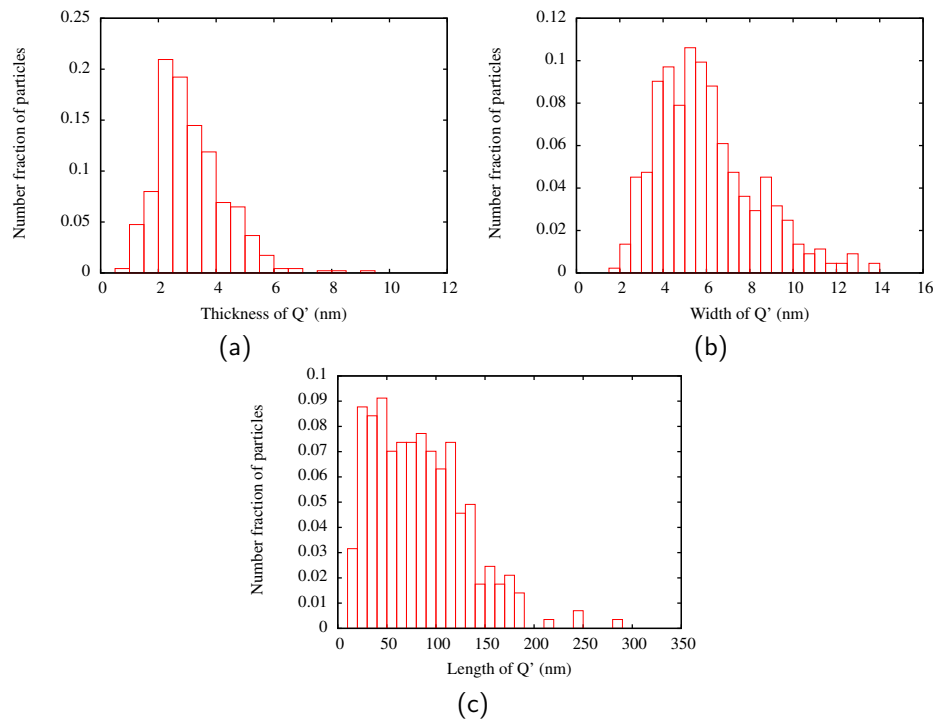 0.25
0.2
0.15
0.1
0.05
0
0 2 4 6 8 10 12
Number fraction of particles
Thickness of Q’ (nm)
(a)
0.12
0.1
0.08
0.06
0.04
0.02
0
0 2 4 6 8 10 12 14 16
Number fraction of particles
Width of Q’ (nm)
(b)
0.1
0.09
0.08
0.07
0.06
0.05
0.04
0.03
0.02
0.01
0
0 50 100 150 200 250 300 350
Number fraction of particles
Length of Q’ (nm)
(c)